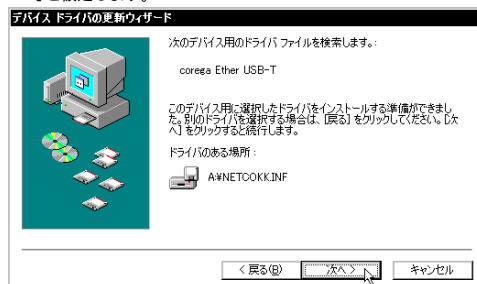 デバイス ドライバの更新ウィザード
次のデバイス用のドライバ ファイルを検索します。:
corega Ether USB-T
このデバイス用に選択したドライバをインストールする準備ができまし
た。別のドライバを選択する場合は、[戻る] をクリックしてください。[次
へ] をクリックすると続行します。
ドライバのある場所 :
A:¥NETCOKK.INF
< 戻る(B)
次へ >
キャンセル